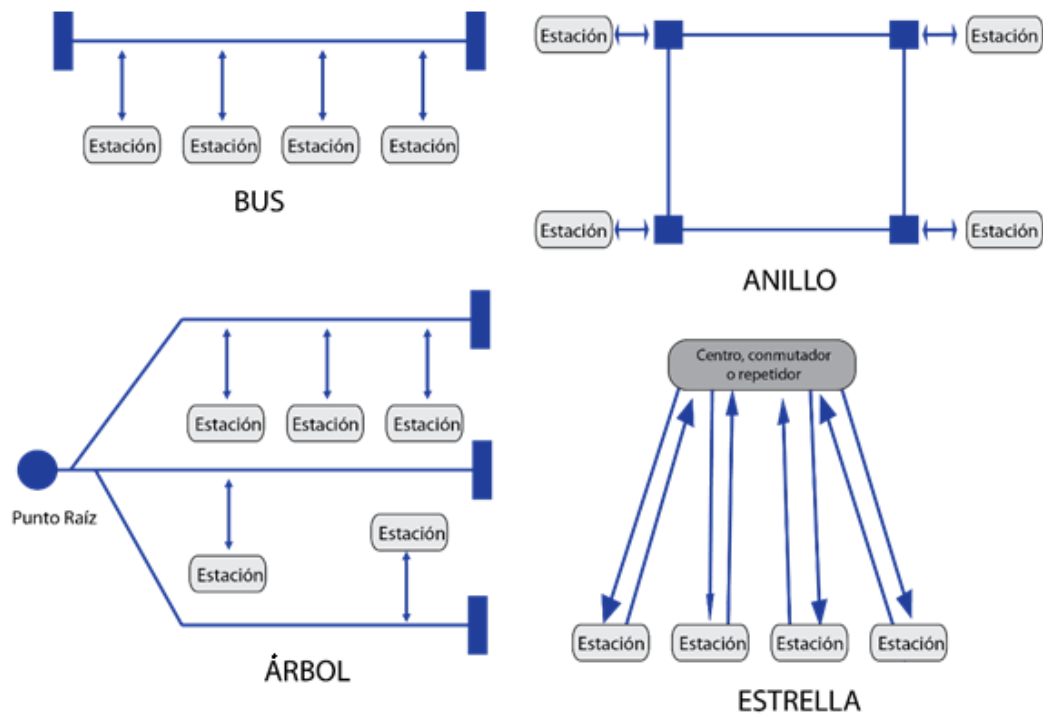 Estación
Estación
Estación
Estación
BUS
Estación
Estación
Estación
Estación
ANILLO
Estación
Estación
Estación
Punto Raíz
Estación
Estación
ÁRBOL
Centro, conmutador
o repetidor
Estación
Estación
Estación
Estación
ESTRELLA